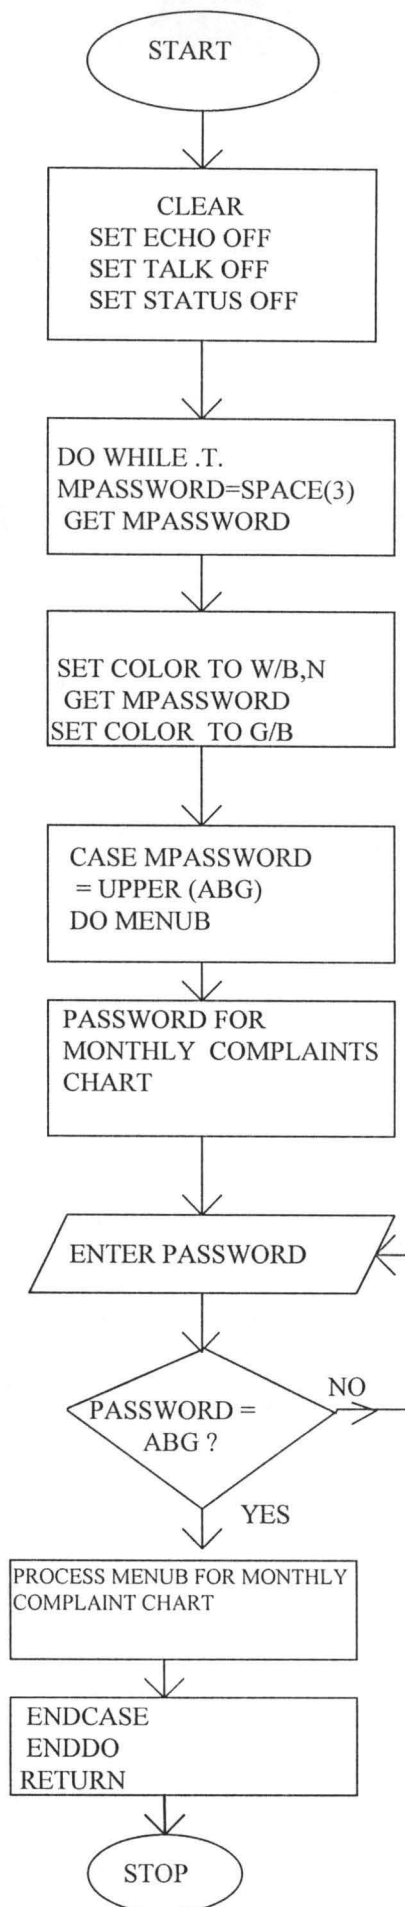 START
CLEAR
SET ECHO OFF
SET TALK OFF
SET STATUS OFF
DO WHILE .T.
MPASSWORD=SPACE(3)
GET MPASSWORD
SET COLOR TO W/B,N
GET MPASSWORD
SET COLOR TO G/B
CASE MPASSWORD
= UPPER (ABG)
DO MENUB
PASSWORD FOR
MONTHLY COMPLAINTS
CHART
ENTER PASSWORD
NO
PASSWORD =
ABG ?
YES
PROCESS MENUB FOR MONTHLY
COMPLAINT CHART
ENDCASE
ENDDO
RETURN
STOP